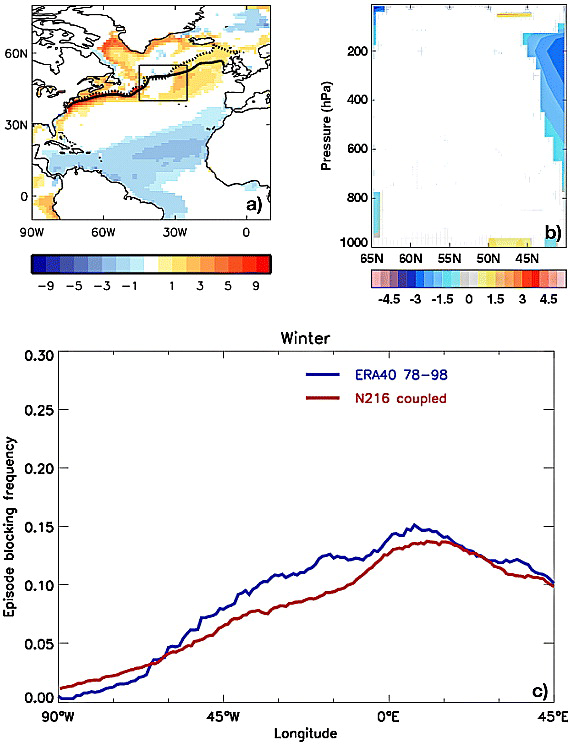 60N
30N
0
a)
90W 60W 30W 0
−9 −5 −3 −1 1 3 5 9
Pressure (hPa)
200
400
600
800
1000
b)
65N 60N 55N 50N 45N
−4.5 −3 −1.5 0 1.5 3 4.5
Winter
ERA40 78−98
N216 coupled
Episode blocking frequency
0.30
0.25
0.20
0.15
0.10
0.05
0.00
c)
90°W 45°W 0°E 45°E
Longitude